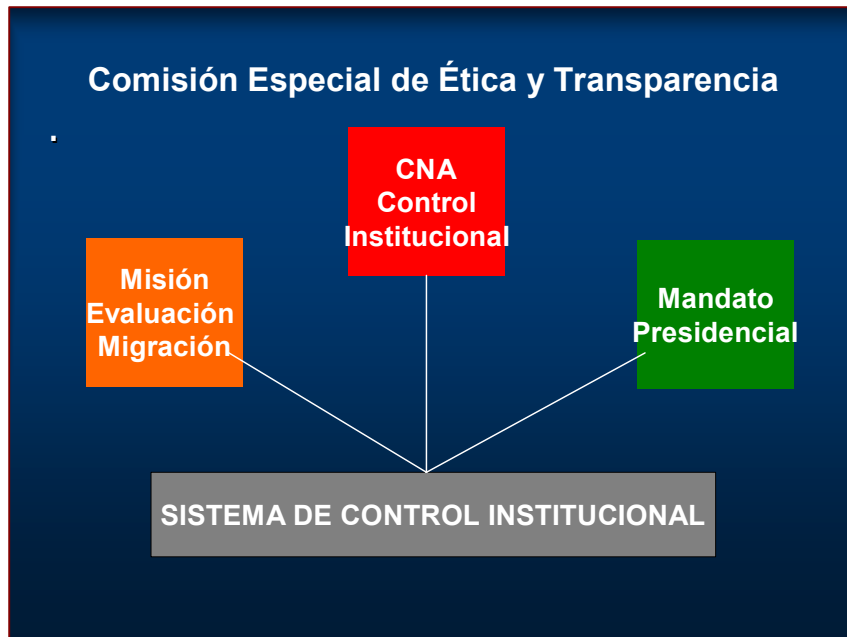 Comisión Especial de Ética y Transparencia
.
CNA
Control
Institucional
Misión
Evaluación
Migración
Mandato
Presidencial
SISTEMA DE CONTROL INSTITUCIONAL